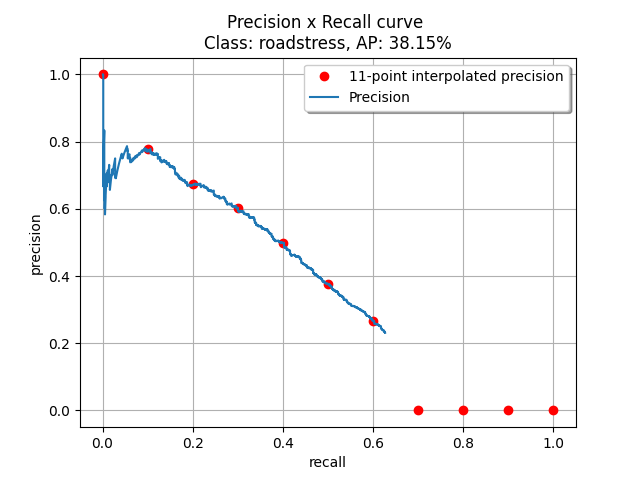 Precision x Recall curve
Class: roadstress, AP: 38.15%
11-point interpolated precision
Precision
1.0
0.8
0.6
0.4
0.2
0.0
precision
0.0 0.2 0.4 0.6 0.8 1.0
recall